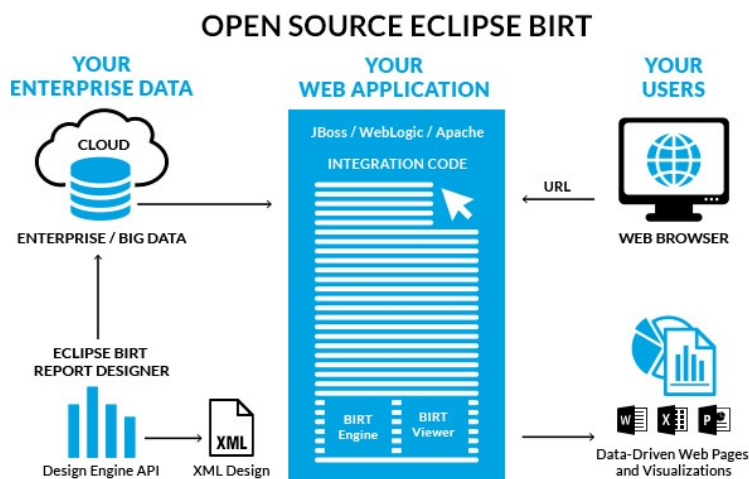 OPEN SOURCE ECLIPSE BIRT
YOUR
ENTERPRISE DATA
CLOUD
ENTERPRISE / BIG DATA
ECLIPSE BIRT
REPORT DESIGNER
Design Engine API
XML
XML Design
YOUR
WEB APPLICATION
JBoss / WebLogic / Apache
INTEGRATION CODE
BIRT
Engine
BIRT
Viewer
YOUR
USERS
URL
WEB BROWSER
W
X
P
Data-Driven Web Pages
and Visualizations